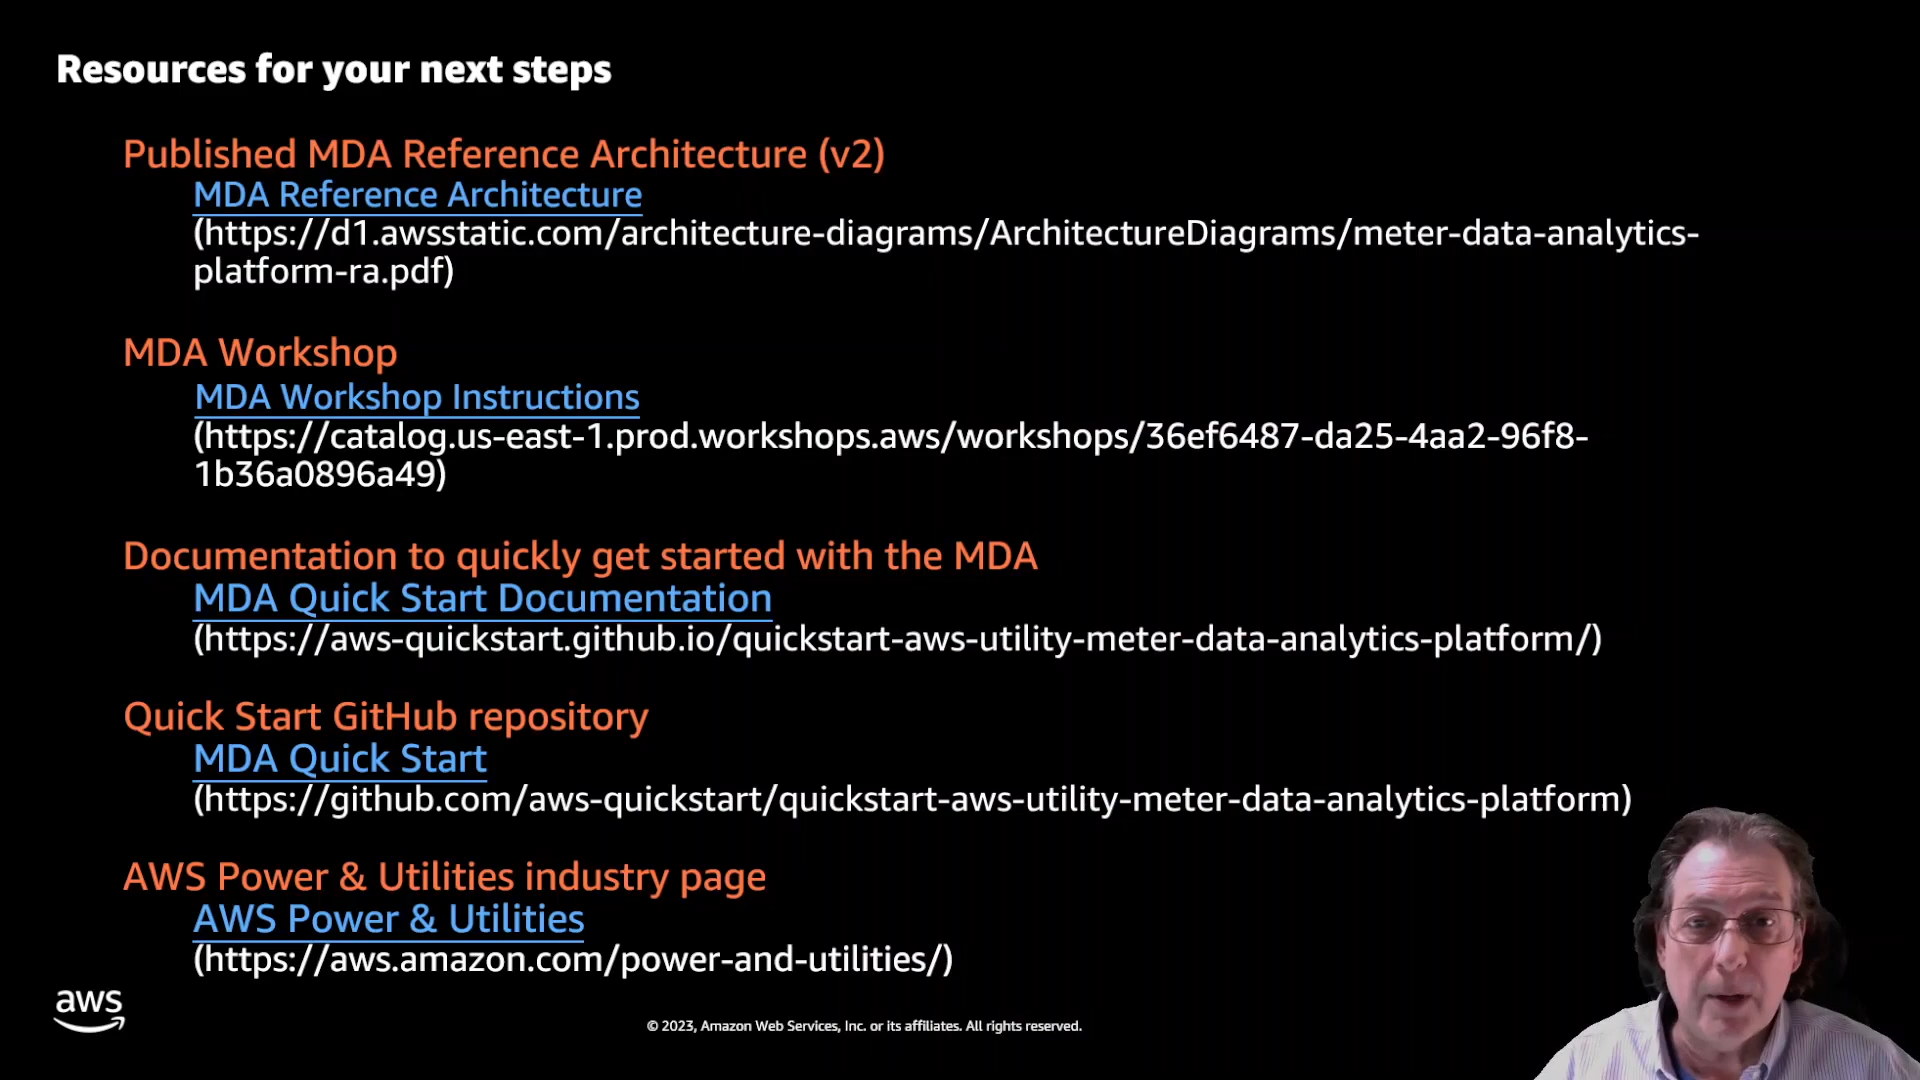 Resources for your next steps
Published MDA Reference Architecture (v2)
MDA Reference Architecture
(https://d1.awsstatic.com/architecture-diagrams/ArchitectureDiagrams/meter-data-analytics-
platform-ra.pdf)
MDA Workshop
MDA Workshop Instructions
(https://catalog.us-east-1.prod.workshops.aws/workshops/36ef6487-da25-4aa2-96f8-
1b36a0896a49)
Documentation to quickly get started with the MDA
MDA Quick Start Documentation
(https://aws-quickstart.github.io/quickstart-aws-utility-meter-data-analytics-platform/)
Quick Start GitHub repository
MDA Quick Start
(https://github.com/aws-quickstart/quickstart-aws-utility-meter-data-analytics-platform)
AWS Power & Utilities industry page
AWS Power & Utilities
(https://aws.amazon.com/power-and-utilities/)
aws
© 2023, Amazon Web Services, Inc. or its affiliates. All rights reserved.